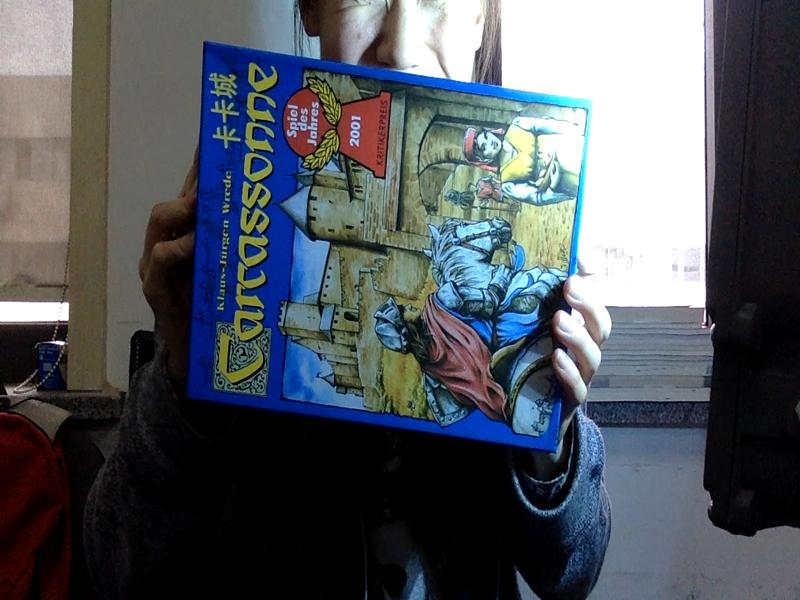 卡卡城
Klaus-Jürgen Wrede
Carcassonne
Spiel
des
Jahres
2001
KRITIKERPREIS